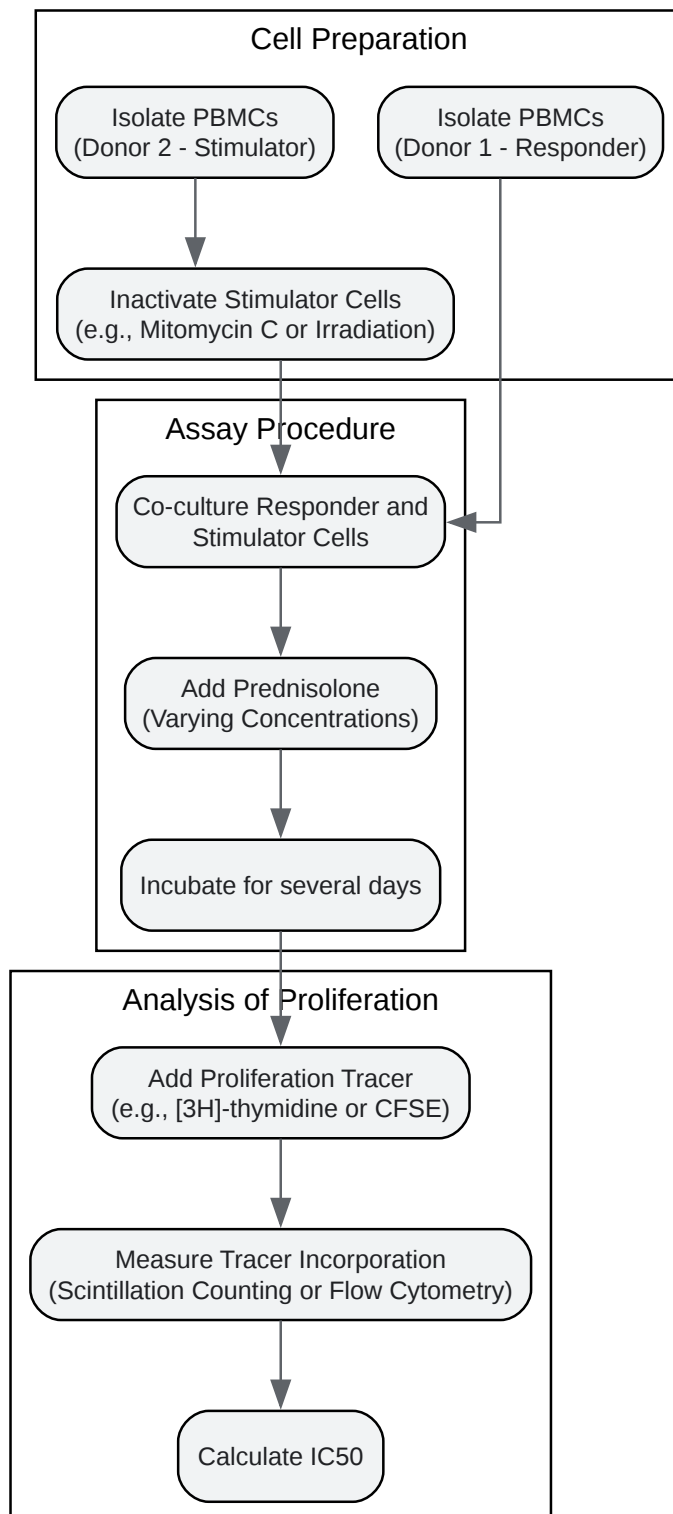 Cell Preparation
Isolate PBMCs
(Donor 2 - Stimulator)
Isolate PBMCs
(Donor 1 - Responder)
Inactivate Stimulator Cells
(e.g., Mitomycin C or Irradiation)
Assay Procedure
Co-culture Responder and
Stimulator Cells
Add Prednisolone
(Varying Concentrations)
Incubate for several days
Analysis of Proliferation
Add Proliferation Tracer
(e.g., [3H]-thymidine or CFSE)
Measure Tracer Incorporation
(Scintillation Counting or Flow Cytometry)
Calculate IC50